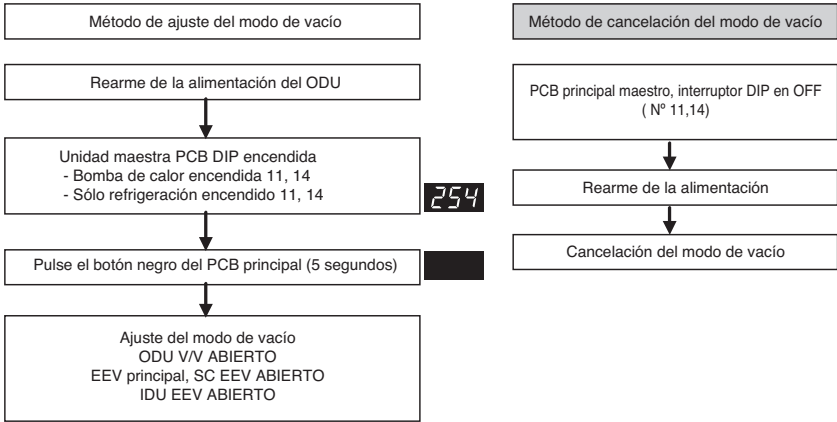 Método de ajuste del modo de vacío
Rearme de la alimentación del ODU
Unidad maestra PCB DIP encendida
- Bomba de calor encendida 11, 14
- Sólo refrigeración encendido 11, 14
254
Pulse el botón negro del PCB principal (5 segundos)
Ajuste del modo de vacío
ODU V/V ABIERTO
EEV principal, SC EEV ABIERTO
IDU EEV ABIERTO
Método de cancelación del modo de vacío
PCB principal maestro, interruptor DIP en OFF
( Nº 11,14)
Rearme de la alimentación
Cancelación del modo de vacío